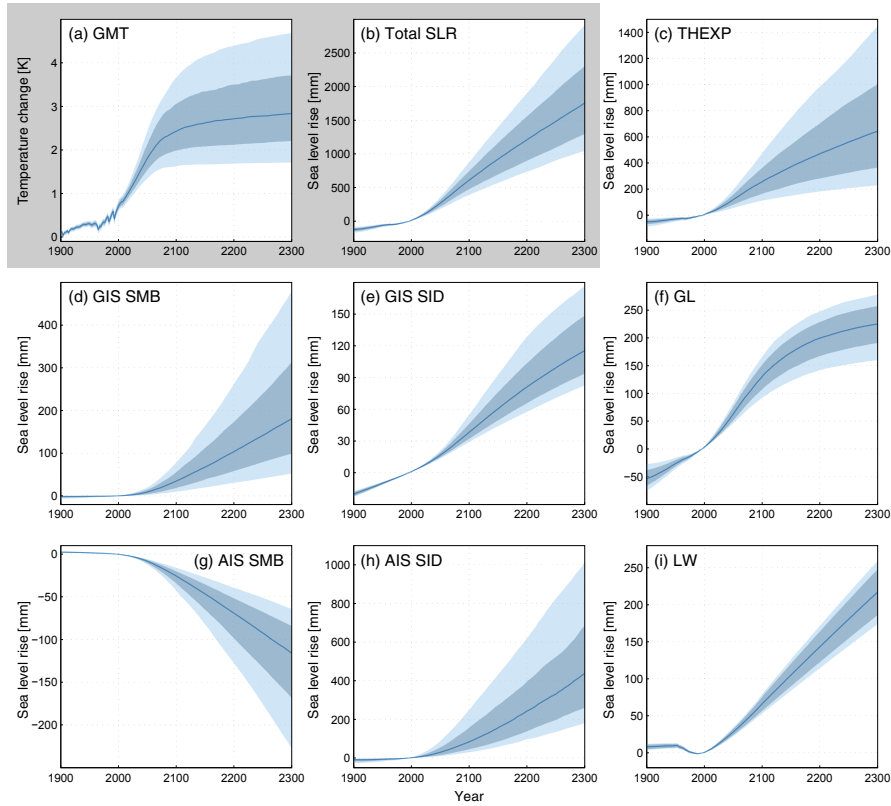 (a) GMT
Temperature change [K]
4
3
2
1
0
1900 2000 2100 2200 2300
(b) Total SLR
Sea level rise [mm]
2500
2000
1500
1000
500
0
1900 2000 2100 2200 2300
(c) THEXP
Sea level rise [mm]
1400
1200
1000
800
600
400
200
0
1900 2000 2100 2200 2300
(d) GIS SMB
Sea level rise [mm]
400
300
200
100
0
1900 2000 2100 2200 2300
(e) GIS SID
Sea level rise [mm]
150
120
90
60
30
0
1900 2000 2100 2200 2300
(f) GL
Sea level rise [mm]
250
200
150
100
50
0
−50
1900 2000 2100 2200 2300
(g) AIS SMB
Sea level rise [mm]
0
−50
−100
−150
−200
1900 2000 2100 2200 2300
(h) AIS SID
Sea level rise [mm]
1000
800
600
400
200
0
1900 2000 2100 2200 2300
(i) LW
Sea level rise [mm]
250
200
150
100
50
0
1900 2000 2100 2200 2300
Year